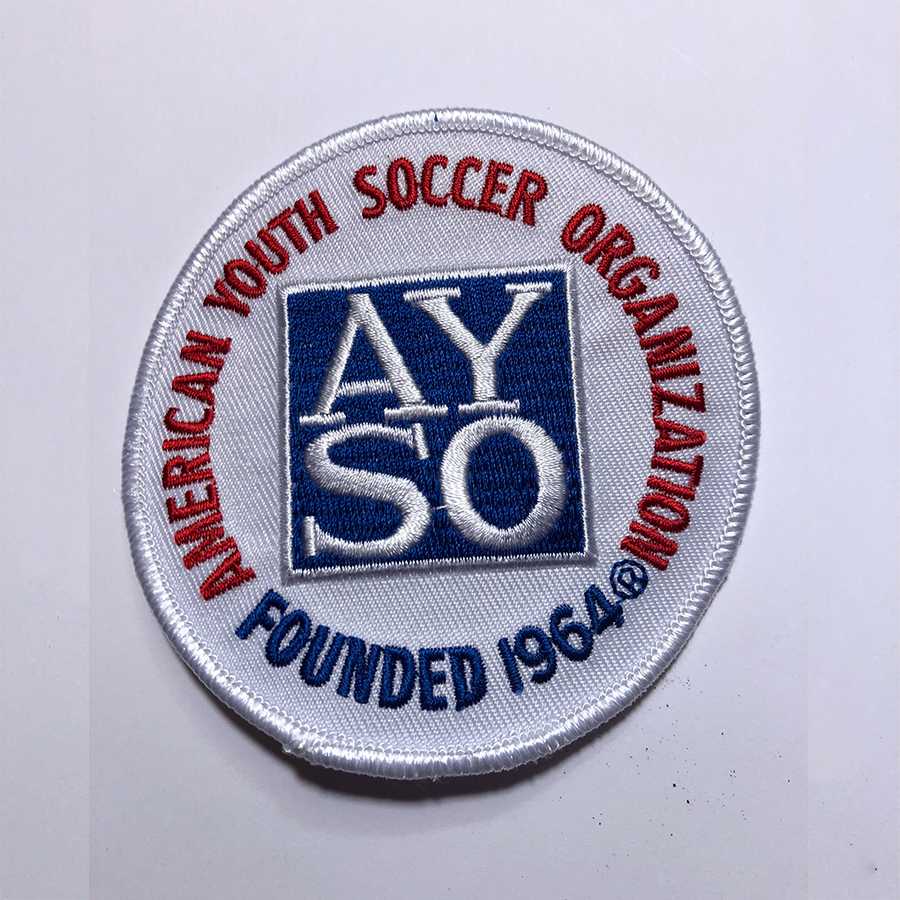 AMERICAN YOUTH SOCCER ORGANIZATION
AY
SO
FOUNDED 1964®